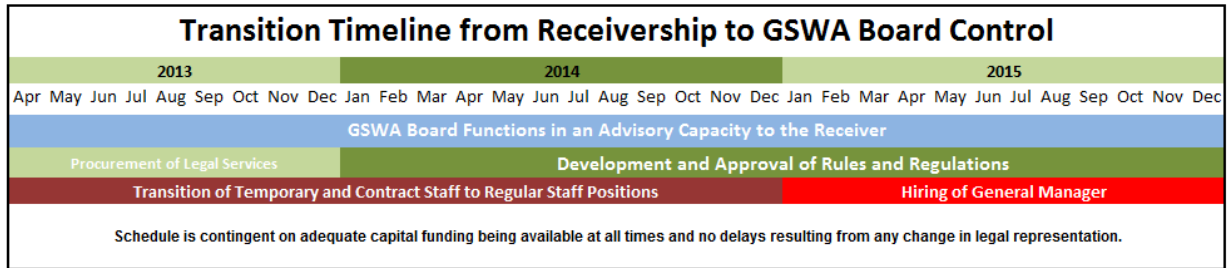 Transition Timeline from Receivership to GSWA Board Control
2013 2014 2015
Apr May Jun Jul Aug Sep Oct Nov Dec Jan Feb Mar Apr May Jun Jul Aug Sep Oct Nov Dec Jan Feb Mar Apr May Jun Jul Aug Sep Oct Nov Dec
GSWA Board Functions in an Advisory Capacity to the Receiver
Procurement of Legal Services Development and Approval of Rules and Regulations
Transition of Temporary and Contract Staff to Regular Staff Positions Hiring of General Manager
Schedule is contingent on adequate capital funding being available at all times and no delays resulting from any change in legal representation.